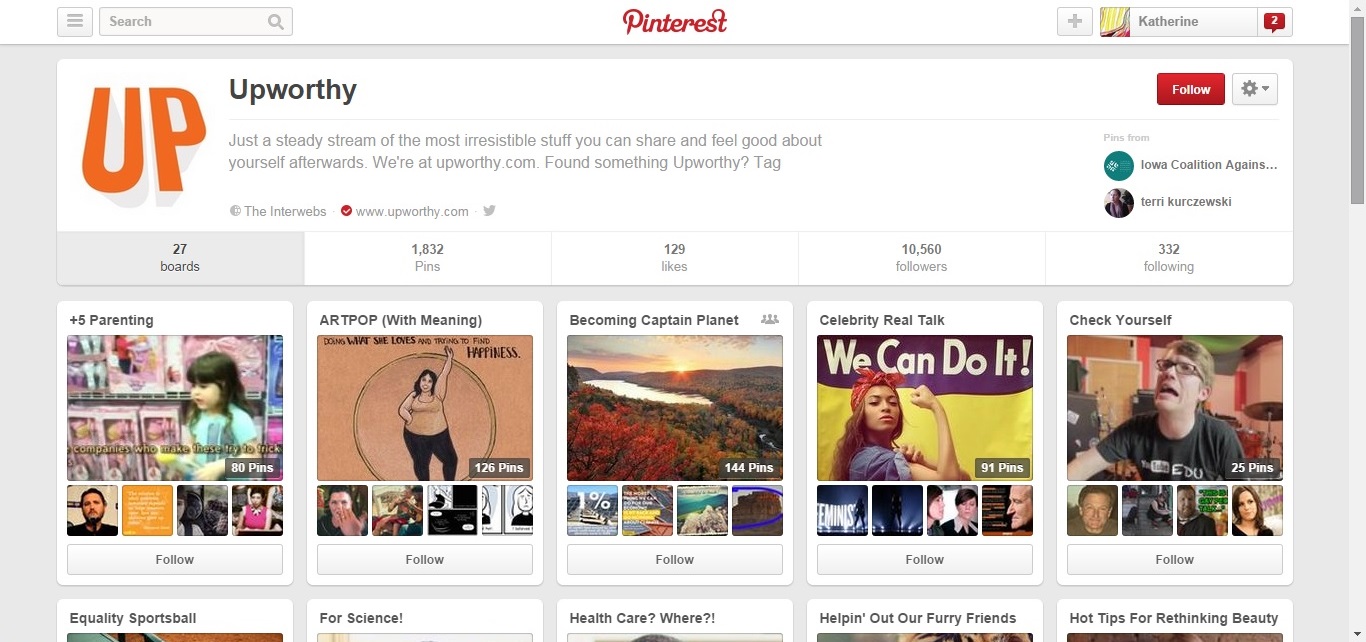 Search
Pinterest
Katherine
2
UP
Upworthy
Follow
Just a steady stream of the most irresistible stuff you can share and feel good about
yourself afterwards. We're at upworthy.com. Found something Upworthy? Tag
The Interwebs · www.upworthy.com ·
Pins from
Iowa Coalition Agains...
terri kurczewski
27
boards
1,832
Pins
129
likes
10,560
followers
332
following
+5 Parenting
companies who make these try to trick
80 Pins
Follow
ARTPOP (With Meaning)
DOING WHAT SHE LOVES AND TRYING TO FIND
HAPPINESS.
126 Pins
Follow
Becoming Captain Planet
144 Pins
1%
Follow
Celebrity Real Talk
We Can Do It!
91 Pins
EMINIS
Follow
Check Yourself
YouTube EDU
25 Pins
Follow
Equality Sportsball
For Science!
Health Care? Where?!
Helpin' Out Our Furry Friends
Hot Tips For Rethinking Beauty